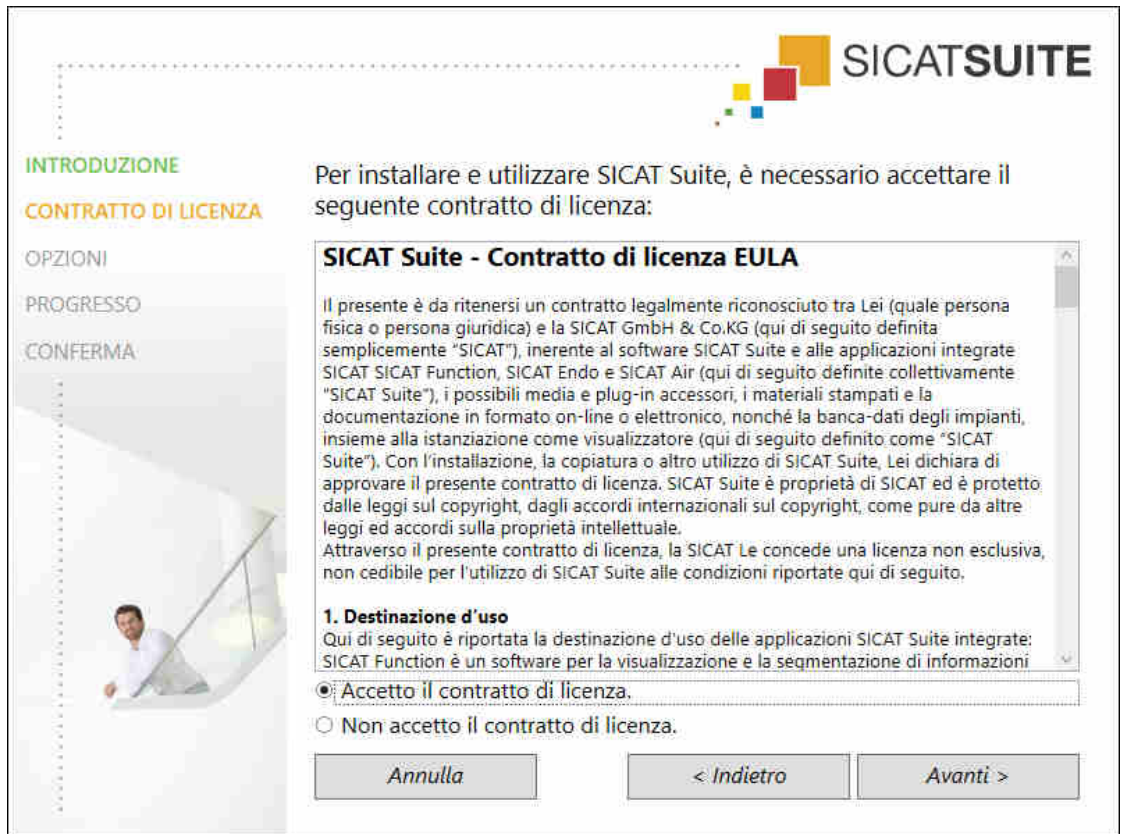 SICATSUITE
INTRODUZIONE
CONTRATTO DI LICENZA
OPZIONI
PROGRESSO
CONFERMA
Per installare e utilizzare SICAT Suite, è necessario accettare il
seguente contratto di licenza:
SICAT Suite - Contratto di licenza EULA
Il presente è da ritenersi un contratto legalmente riconosciuto tra Lei (quale persona
fisica o persona giuridica) e la SICAT GmbH & Co.KG (qui di seguito definita
semplicemente “SICAT”), inerente al software SICAT Suite e alle applicazioni integrate
SICAT SICAT Function, SICAT Endo e SICAT Air (qui di seguito definite collettivamente
“SICAT Suite”), i possibili media e plug-in accessori, i materiali stampati e la
documentazione in formato on-line o elettronico, nonché la banca-dati degli impianti,
insieme alla istanziazione come visualizzatore (qui di seguito definito come “SICAT
Suite”). Con l’installazione, la copiatura o altro utilizzo di SICAT Suite, Lei dichiara di
approvare il presente contratto di licenza. SICAT Suite è proprietà di SICAT ed è protetto
dalle leggi sul copyright, dagli accordi internazionali sul copyright, come pure da altre
leggi ed accordi sulla proprietà intellettuale.
Attraverso il presente contratto di licenza, la SICAT Le concede una licenza non esclusiva,
non cedibile per l’utilizzo di SICAT Suite alle condizioni riportate qui di seguito.
1. Destinazione d’uso
Qui di seguito è riportata la destinazione d’uso delle applicazioni SICAT Suite integrate:
SICAT Function è un software per la visualizzazione e la segmentazione di informazioni
Accetto il contratto di licenza.
Non accetto il contratto di licenza.
Annulla
< Indietro
Avanti >